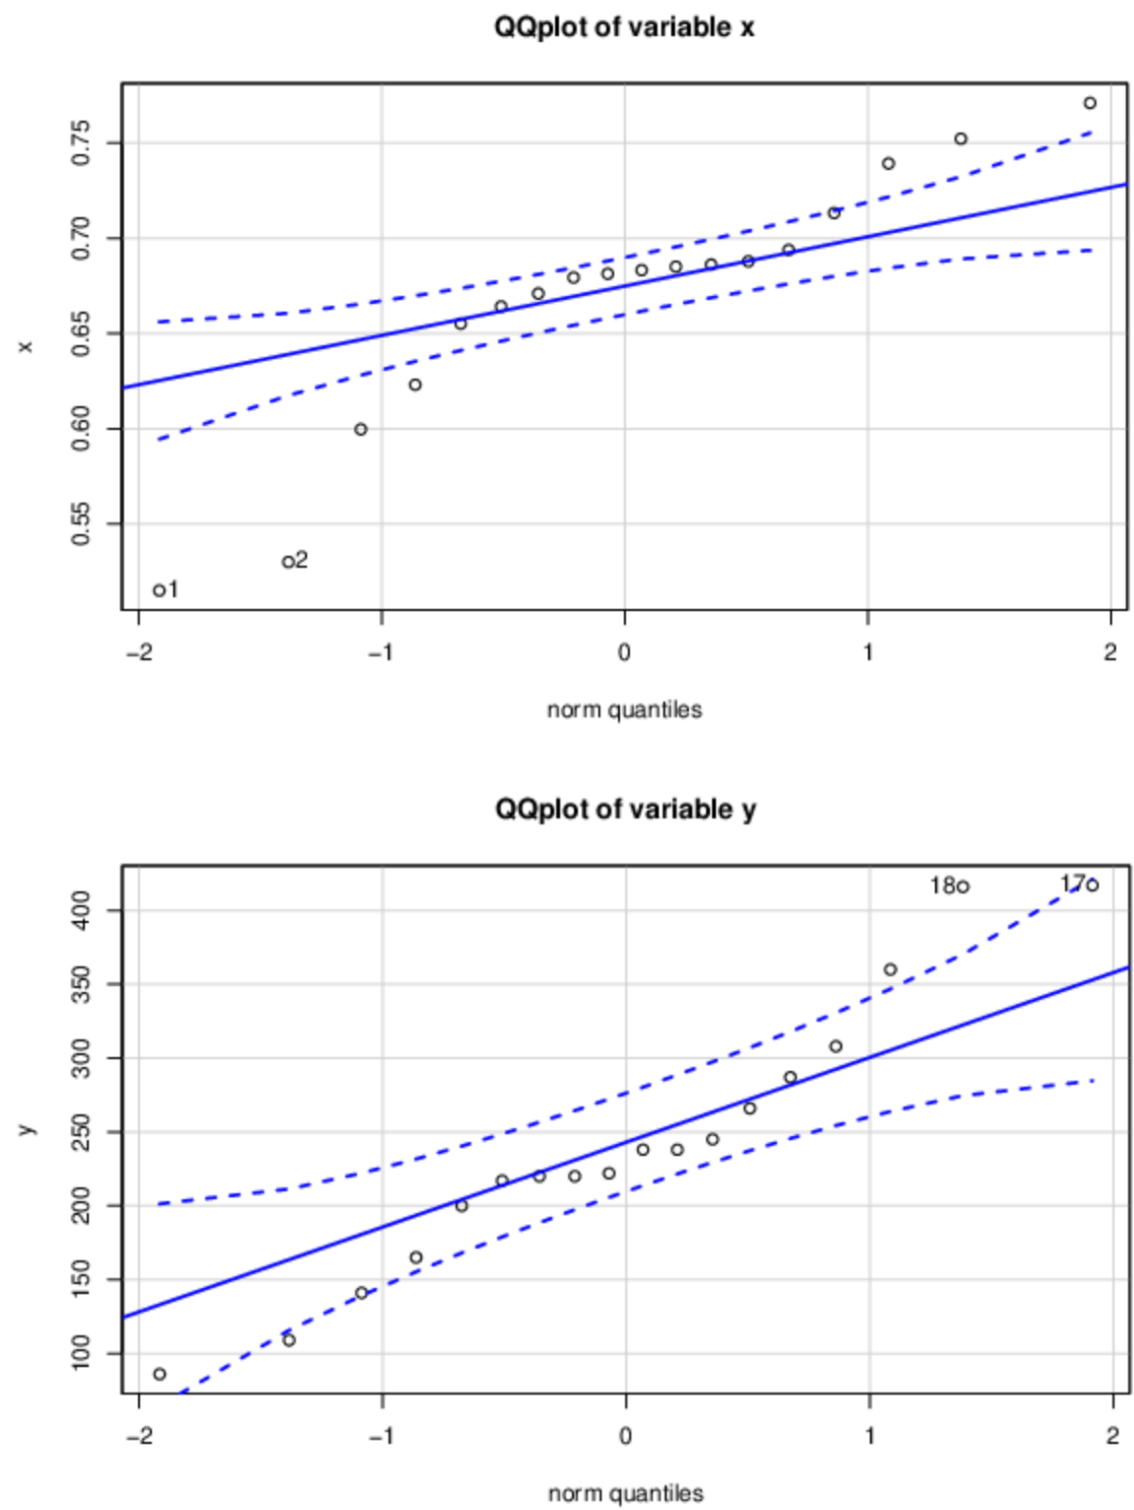 QQplot of variable x
0.75
0.70
0.65
0.60
0.55
x
1
2
−2 −1 0 1 2
norm quantiles
QQplot of variable y
400
350
300
250
200
150
100
y
18
17
−2 −1 0 1 2
norm quantiles